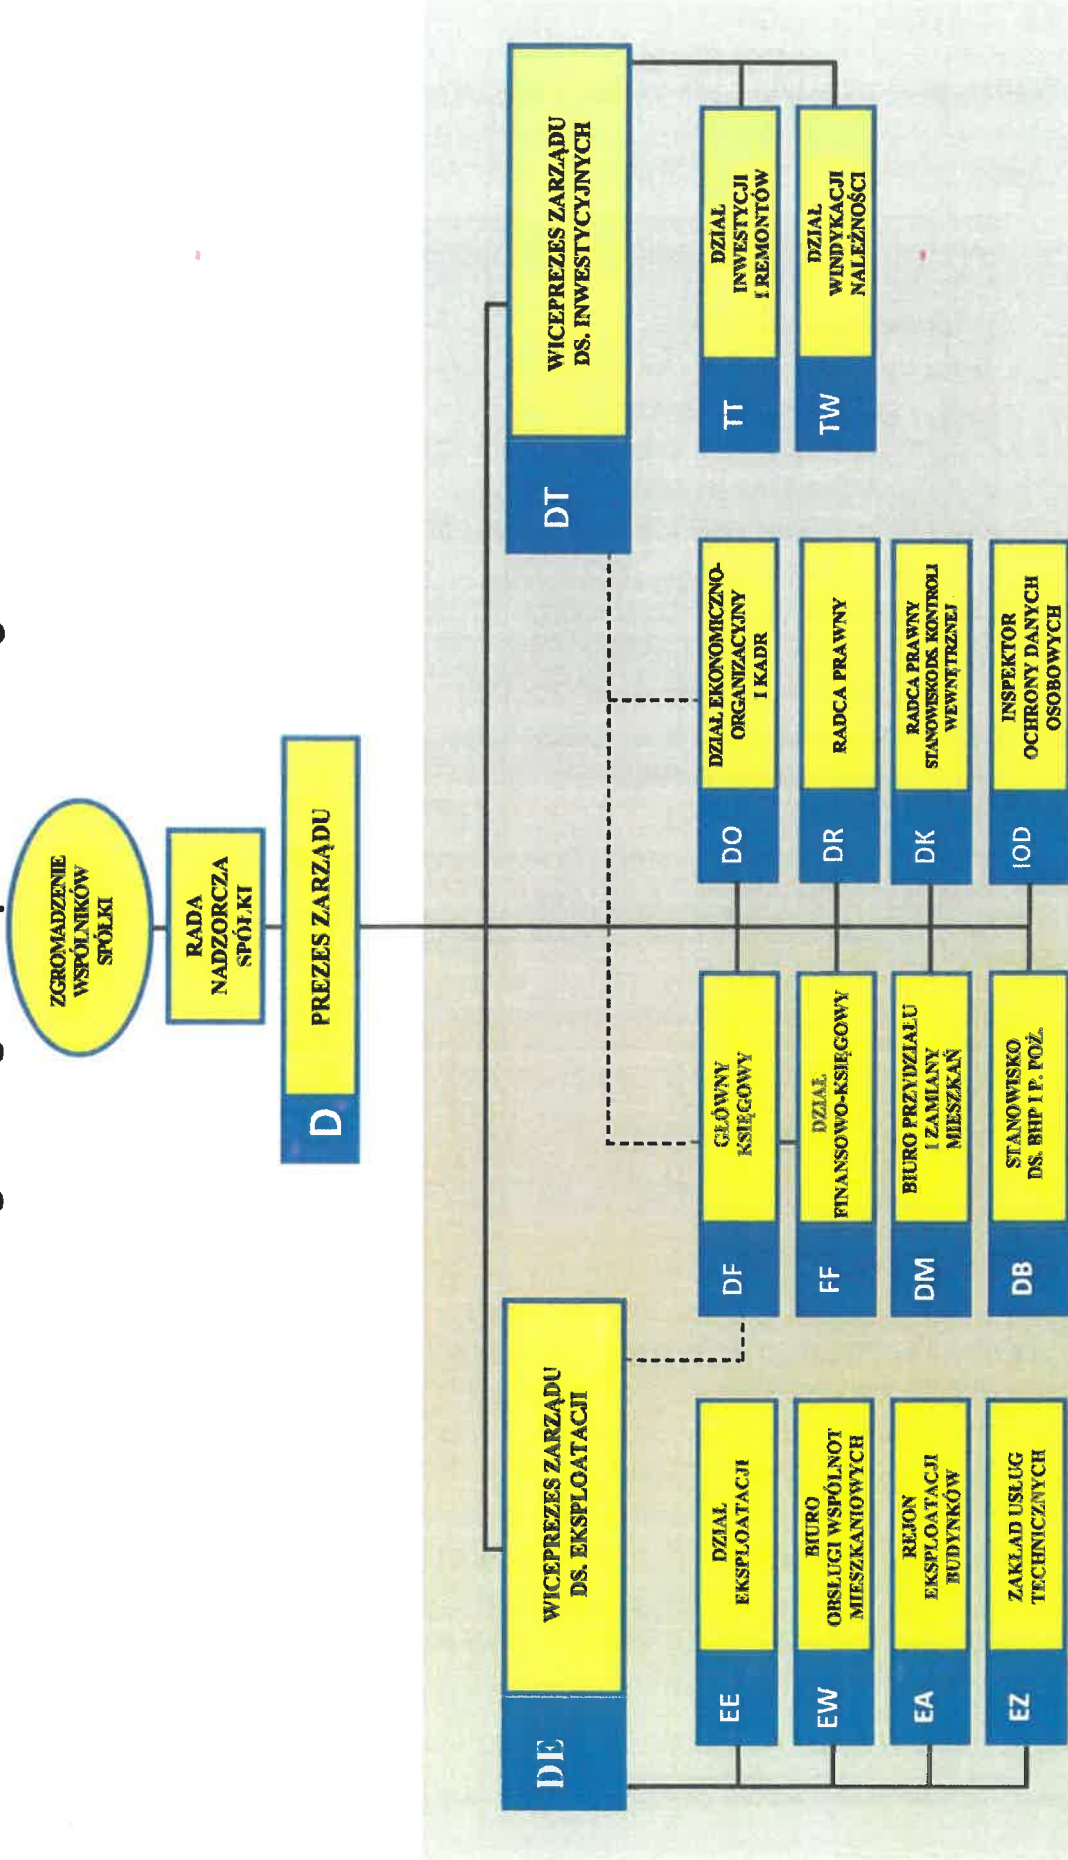 ZGROMADZENIE
WSPÓLNIKÓW
SPÓŁKI
RADA
NADZORCZA
SPÓŁKI
D
PREZES ZARZĄDU
DE
WICEPREZES ZARZĄDU
DS. EKSPLOATACJI
DT
WICEPREZES ZARZĄDU
DS. INWESTYCYJNYCH
EE
DZIAŁ
EKSPLOATACJI
EW
BIURO
OBSŁUGI WSPÓLNOT
MIESZKANIOWYCH
EA
REJON
EKSPLOATACJI
BUDYNKÓW
EZ
ZAKŁAD USŁUG
TECHNICZNYCH
DF
GŁÓWNY
KSIĘGOWY
FF
DZIAŁ
FINANSOWO-KSIĘGOWY
DM
BIURO PRZYDZIAŁU
I ZAMIANY
MIESZKAŃ
DB
STANOWISKO
DS. BHP I P. POŻ.
DO
DZIAŁ EKONOMICZNO-
ORGANIZACYJNY
I KADR
DR
RADCA PRAWNY
DK
RADCA PRAWNY
STANOWISKO DS. KONTROLI
WEWNĘTRZNEJ
IOD
INSPEKTOR
OCHRONY DANYCH
OSOBOWYCH
TT
DZIAŁ
INWESTYCJI
I REMONTÓW
TW
DZIAŁ
WINDYKACJI
NALEŻNOŚCI